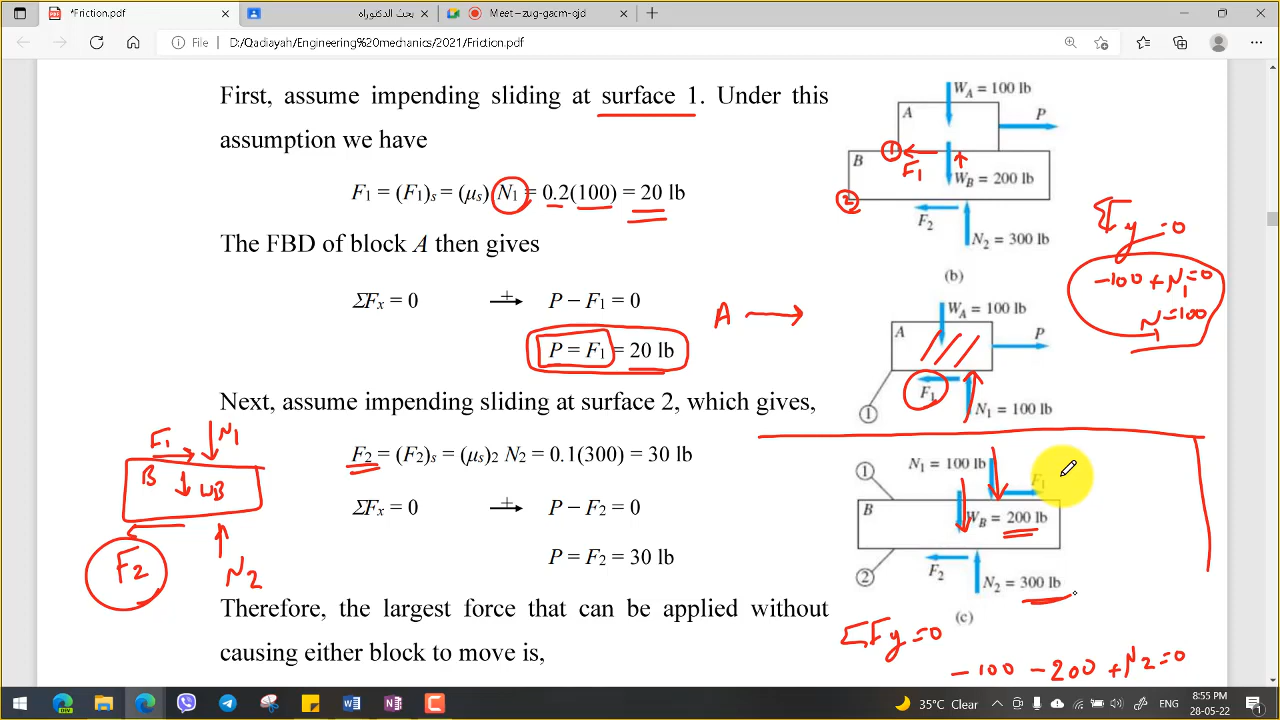 *Friction.pdf
بحث الدكتوراه
Meet-zug-gacm-qjd
File
D:/Qadiayah/Engineering%20mechanics/2021/Friction.pdf
First, assume impending sliding at surface 1. Under this
assumption we have
F1 = (F1)s = (μs) N1 = 0.2(100) = 20 lb
The FBD of block A then gives
ΣFx = 0 + P − F1 = 0
P = F1 = 20 lb
A
Next, assume impending sliding at surface 2, which gives,
F2 = (F2)s = (μs)2 N2 = 0.1(300) = 30 lb
ΣFx = 0 + P − F2 = 0
P = F2 = 30 lb
Therefore, the largest force that can be applied without
causing either block to move is,
F1 N1
B WB
F2 N2
WA = 100 lb
A P
1
B F1 WB = 200 lb
2
F2
N2 = 300 lb
(b)
Σy=0
-100+N1=0
N=100
WA = 100 lb
A P
F1
1 N1 = 100 lb
N1 = 100 lb
1 F1
B
WB = 200 lb
F2
2 N2 = 300 lb
(c)
ΣFy=0
-100 -200 +N2=0
35°C Clear
ENG
8:55 PM
28-05-22